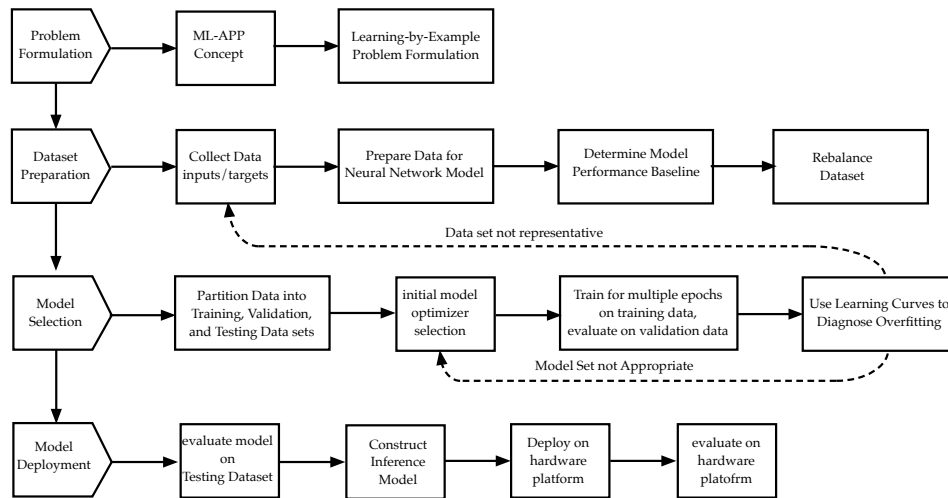 Problem
Formulation
ML-APP
Concept
Learning-by-Example
Problem Formulation
Dataset
Preparation
Collect Data
inputs/targets
Prepare Data for
Neural Network Model
Determine Model
Performance Baseline
Rebalance
Dataset
Data set not representative
Model
Selection
Partition Data into
Training, Validation,
and Testing Data sets
initial model
optimizer
selection
Train for multiple epochs
on training data,
evaluate on validation data
Use Learning Curves to
Diagnose Overfitting
Model Set not Appropriate
Model
Deployment
evaluate model
on
Testing Dataset
Construct
Inference
Model
Deploy on
hardware
platform
evaluate on
hardware
platofrm